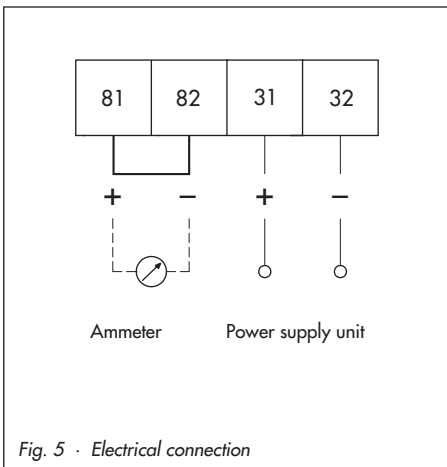 81 82 31 32
+ − + −
Ammeter Power supply unit
Fig. 5 · Electrical connection